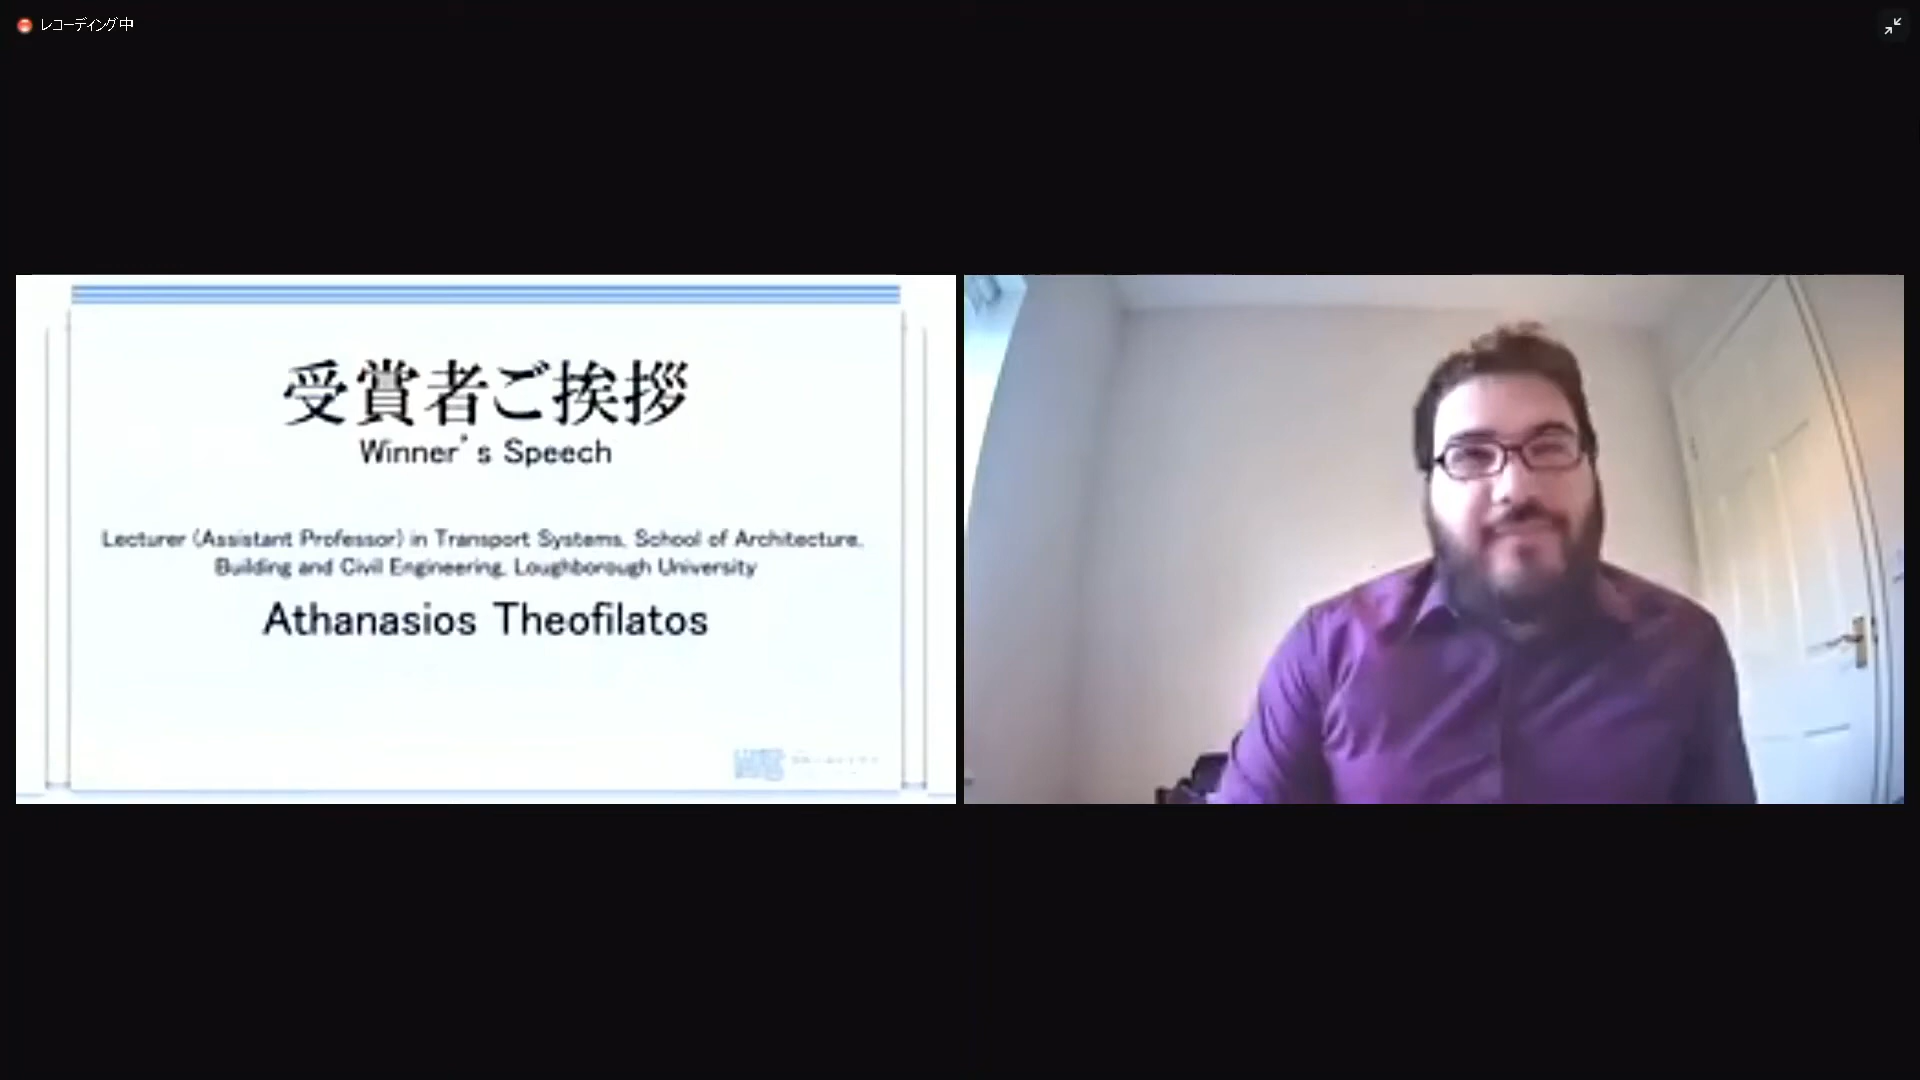 レコーディング中
受賞者ご挨拶
Winner's Speech
Lecturer (Assistant Professor) in Transport Systems, School of Architecture,
Building and Civil Engineering, Loughborough University
Athanasios Theofilatos